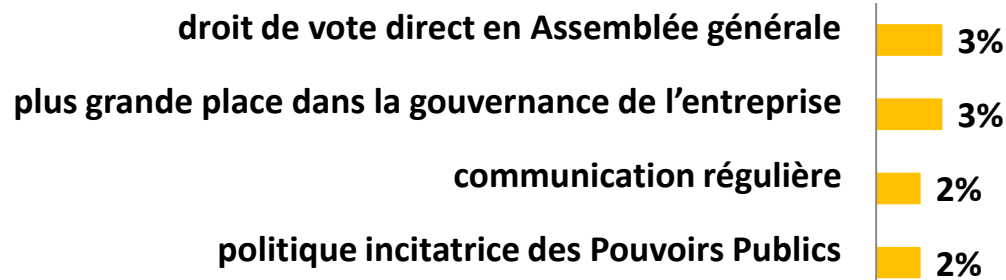 droit de vote direct en Assemblée générale 3%
plus grande place dans la gouvernance de l’entreprise 3%
communication régulière 2%
politique incitatrice des Pouvoirs Publics 2%